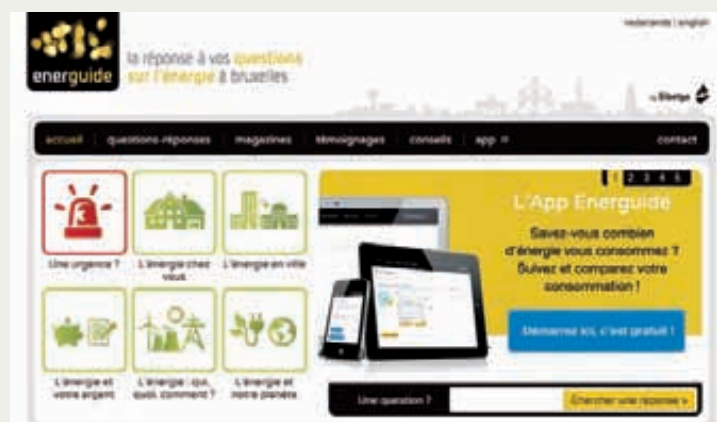 nederlands | english
energuide
la réponse à vos questions
sur l'énergie à bruxelles
by Sibelga
accueil questions-réponses magazines témoignages conseils app contact
1 2 3 4 5
L'App Energuide
Savez-vous combien
d'énergie vous consommez ?
Suivez et comparez votre
consommation !
Démarrez ici, c'est gratuit !
Une urgence ?
L'énergie chez
vous
L'énergie en ville
L'énergie et
votre argent
L'énergie : qui,
quoi, comment ?
L'énergie et
notre planète
Une question ?
Chercher une réponse »